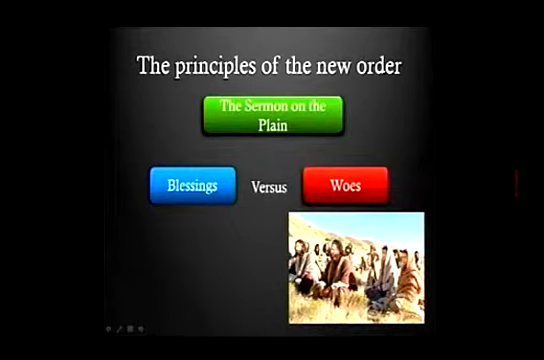 The principles of the new order
The Sermon on the
Plain
Blessings
Versus
Woes